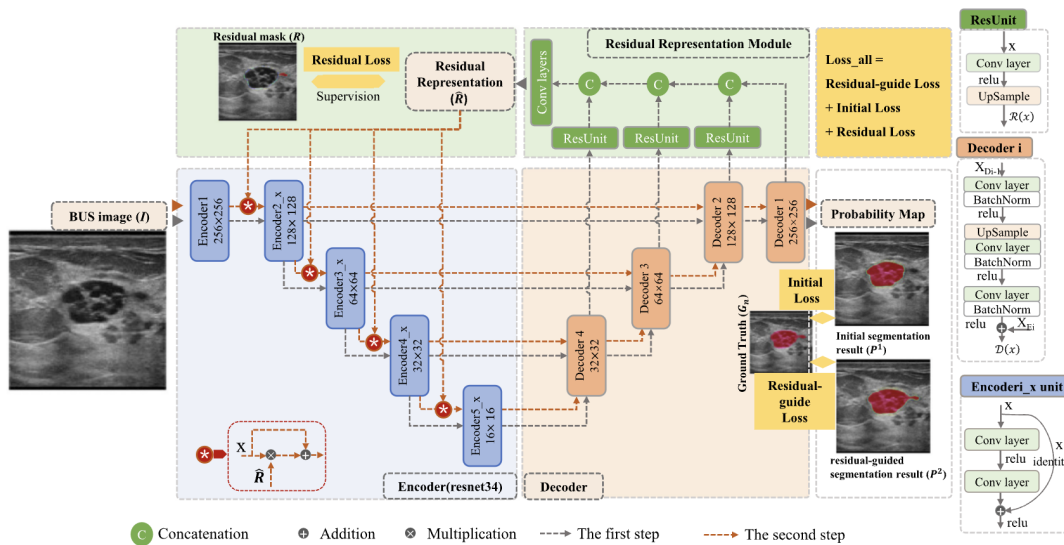 Residual mask (R)
Residual Loss
Supervision
Residual
Representation
(R̂)
Conv layers
C
C
C
Residual Representation Module
ResUnit
ResUnit
ResUnit
Loss_all =
Residual-guide Loss
+ Initial Loss
+ Residual Loss
ResUnit
x
Conv layer
relu
UpSample
R(x)
BUS image (I)
Encoder1
256×256
Encoder2_x
128× 128
Encoder3_x
64×64
Encoder4_x
32×32
Encoder5_x
16× 16
Decoder 4
32×32
Decoder 3
64×64
Decoder 2
128× 128
Decoder 1
256×256
X
R̂
Encoder(resnet34)
Decoder
Probability Map
Ground Truth (Gn)
Initial
Loss
Initial segmentation
result (P1)
Residual-
guide
Loss
residual-guided
segmentation result (P2)
Decoder i
XDi-1
Conv layer
BatchNorm
relu
UpSample
Conv layer
BatchNorm
relu
Conv layer
BatchNorm
relu
XEi
D(x)
Encoderi_x unit
x
Conv layer
relu
Conv layer
relu
x
identit
C
Concatenation
Addition
Multiplication
The first step
The second step